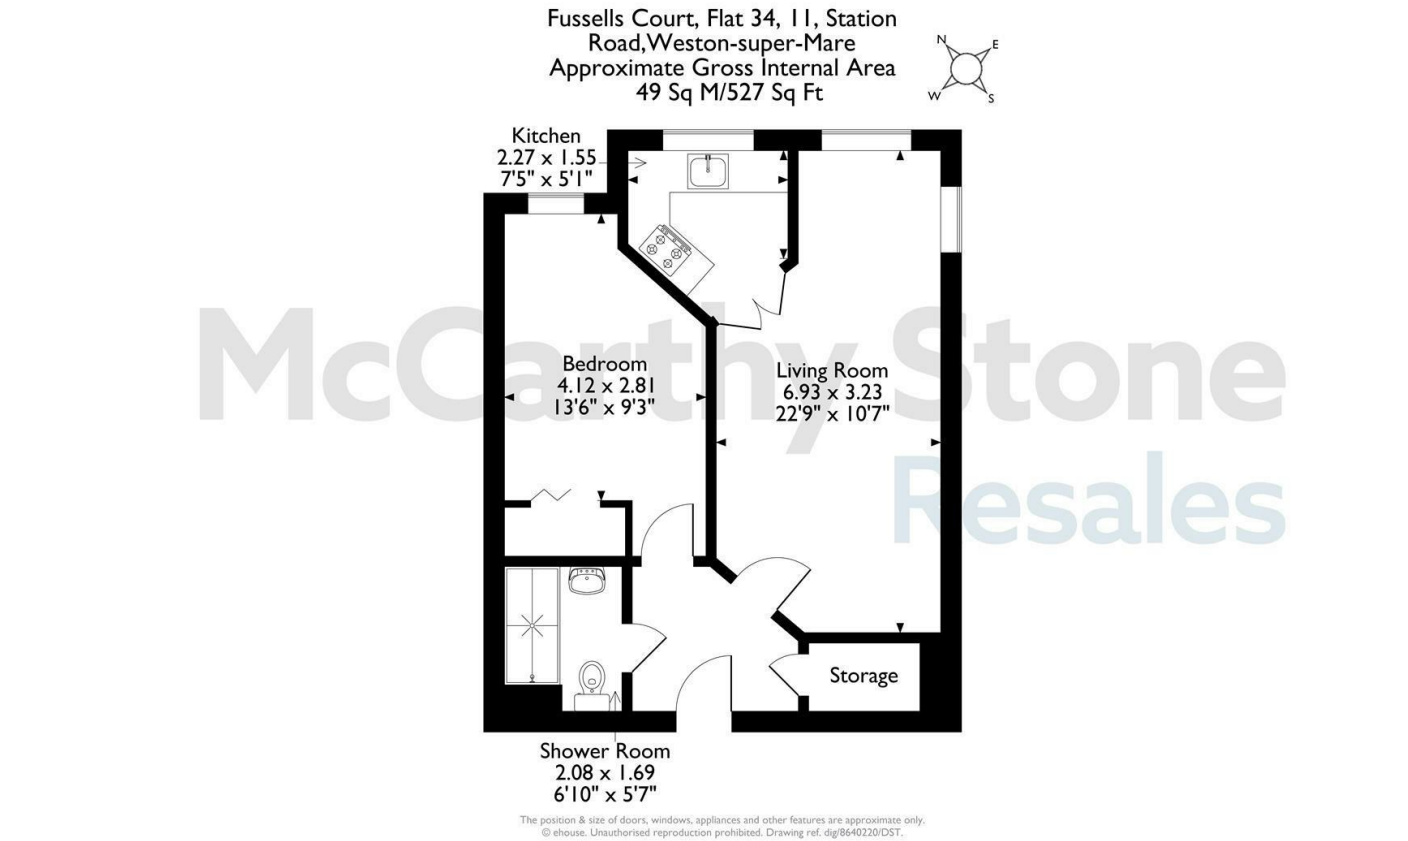 Fussells Court, Flat 34, 11, Station
Road,Weston-super-Mare
Approximate Gross Internal Area
49 Sq M/527 Sq Ft
N
E
W
S
Kitchen
2.27 x 1.55
7'5" x 5'1"
Bedroom
4.12 x 2.81
13'6" x 9'3"
Living Room
6.93 x 3.23
22'9" x 10'7"
McCarthy Stone
Resales
Storage
Shower Room
2.08 x 1.69
6'10" x 5'7"
The position & size of doors, windows, appliances and other features are approximate only.
© ehouse. Unauthorised reproduction prohibited. Drawing ref. dig/8640220/DST.